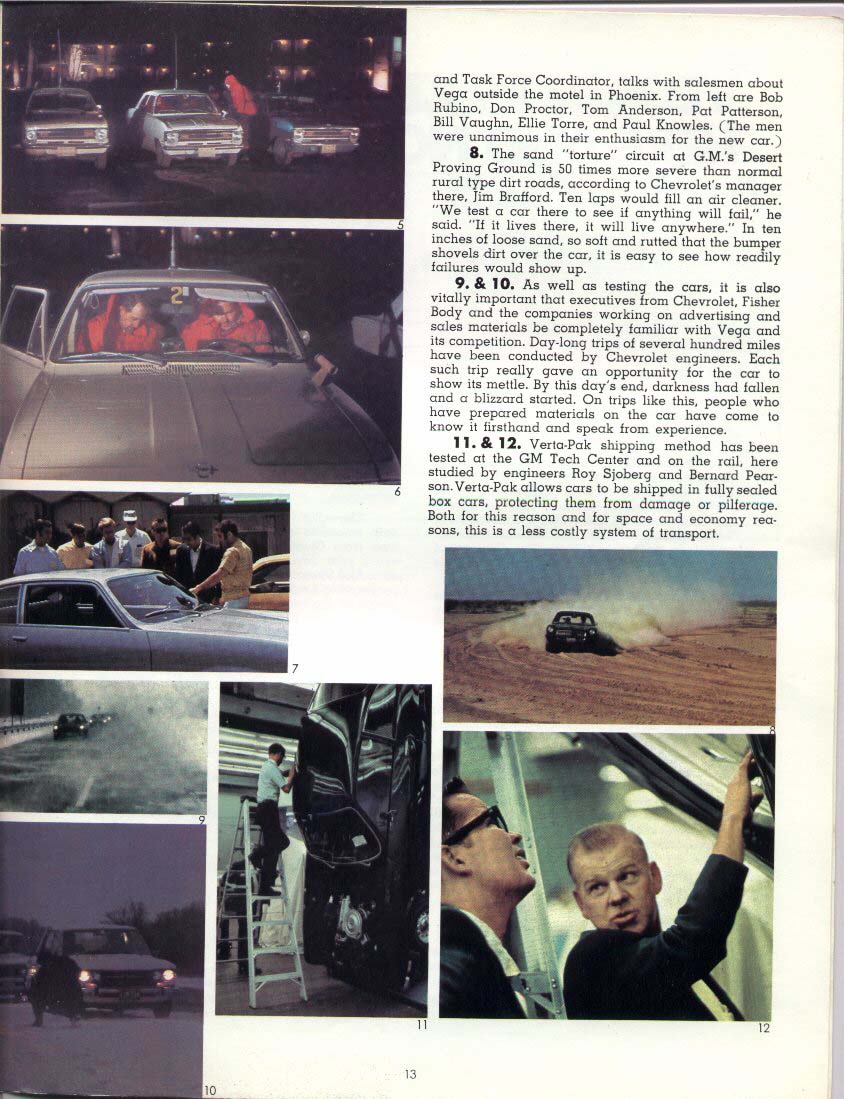 and Task Force Coordinator, talks with salesmen about
Vega outside the motel in Phoenix. From left are Bob
Rubino, Don Proctor, Tom Anderson, Pat Patterson,
Bill Vaughn, Ellie Torre, and Paul Knowles. (The men
were unanimous in their enthusiasm for the new car.)
8. The sand "torture" circuit at G.M.'s Desert
Proving Ground is 50 times more severe than normal
rural type dirt roads, according to Chevrolet's manager
there, Jim Brafford. Ten laps would fill an air cleaner.
"We test a car there to see if anything will fail," he
said. "If it lives there, it will live anywhere." In ten
inches of loose sand, so soft and rutted that the bumper
shovels dirt over the car, it is easy to see how readily
failures would show up.
9. & 10. As well as testing the cars, it is also
vitally important that executives from Chevrolet, Fisher
Body and the companies working on advertising and
sales materials be completely familiar with Vega and
its competition. Day-long trips of several hundred miles
have been conducted by Chevrolet engineers. Each
such trip really gave an opportunity for the car to
show its mettle. By this day's end, darkness had fallen
and a blizzard started. On trips like this, people who
have prepared materials on the car have come to
know it firsthand and speak from experience.
11. & 12. Verta-Pak shipping method has been
tested at the GM Tech Center and on the rail, here
studied by engineers Roy Sjoberg and Bernard Pear-
son. Verta-Pak allows cars to be shipped in fully sealed
box cars, protecting them from damage or pilferage.
Both for this reason and for space and economy rea-
sons, this is a less costly system of transport.
5
2
6
7
8
9
10
11
12
13